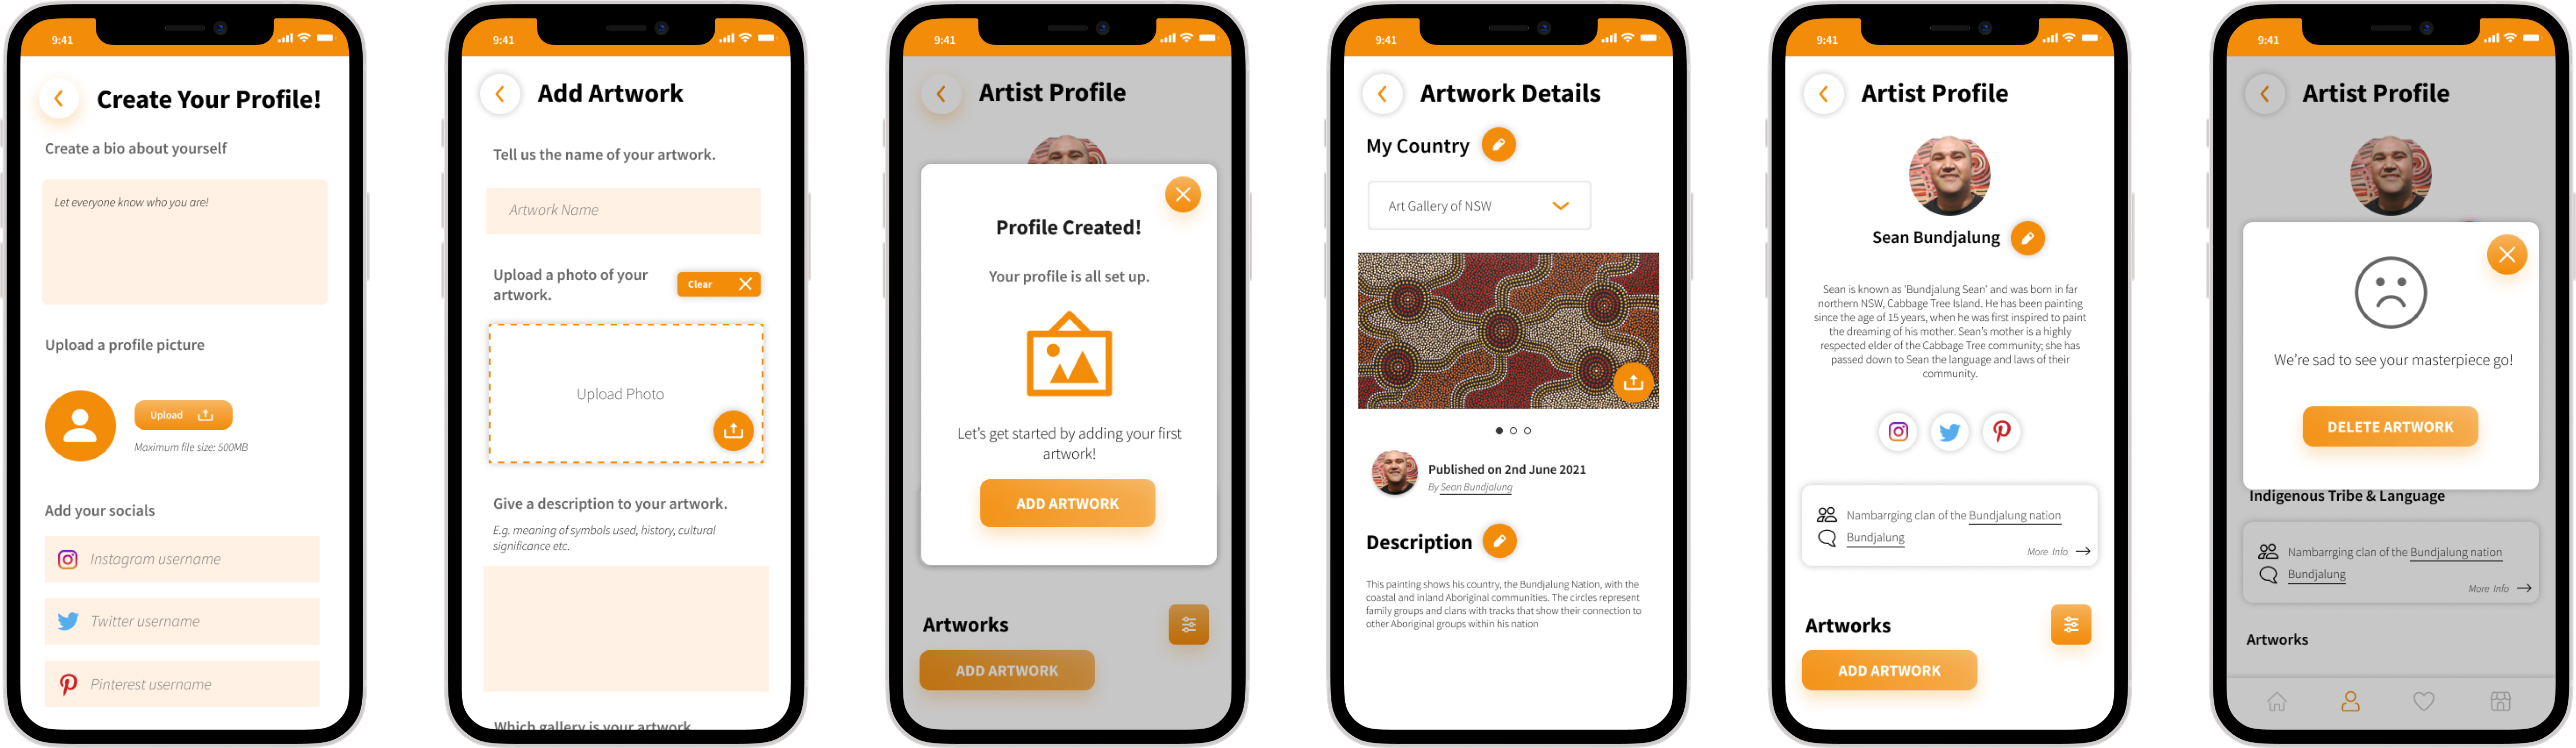 9:41
Create Your Profile!
Create a bio about yourself
Let everyone know who you are!
Upload a profile picture
Upload
Maximum file size: 500MB
Add your socials
Instagram username
Twitter username
Pinterest username
9:41
Add Artwork
Tell us the name of your artwork.
Artwork Name
Upload a photo of your
artwork.
Clear
Upload Photo
Give a description to your artwork.
E.g. meaning of symbols used, history, cultural
significance etc.
Which gallery is your artwork
9:41
Artist Profile
Profile Created!
Your profile is all set up.
Let's get started by adding your first
artwork!
ADD ARTWORK
Artworks
ADD ARTWORK
9:41
Artwork Details
My Country
Art Gallery of NSW
Published on 2nd June 2021
By Sean Bundjalung
Description
This painting shows his country, the Bundjalung Nation, with the
coastal and inland Aboriginal communities. The circles represent
family groups and clans with tracks that show their connection to
other Aboriginal groups within his nation
9:41
Artist Profile
Sean Bundjalung
Sean is known as 'Bundjalung Sean' and was born in far
northern NSW, Cabbage Tree Island. He has been painting
since the age of 15 years, when he was first inspired to paint
the dreaming of his mother. Sean's mother is a highly
respected elder of the Cabbage Tree community; she has
passed down to Sean the language and laws of their
community.
Nambarrging clan of the Bundjalung nation
Bundjalung
More Info
Artworks
ADD ARTWORK
9:41
Artist Profile
We're sad to see your masterpiece go!
DELETE ARTWORK
Indigenous Tribe & Language
Nambarrging clan of the Bundjalung nation
Bundjalung
More Info
Artworks